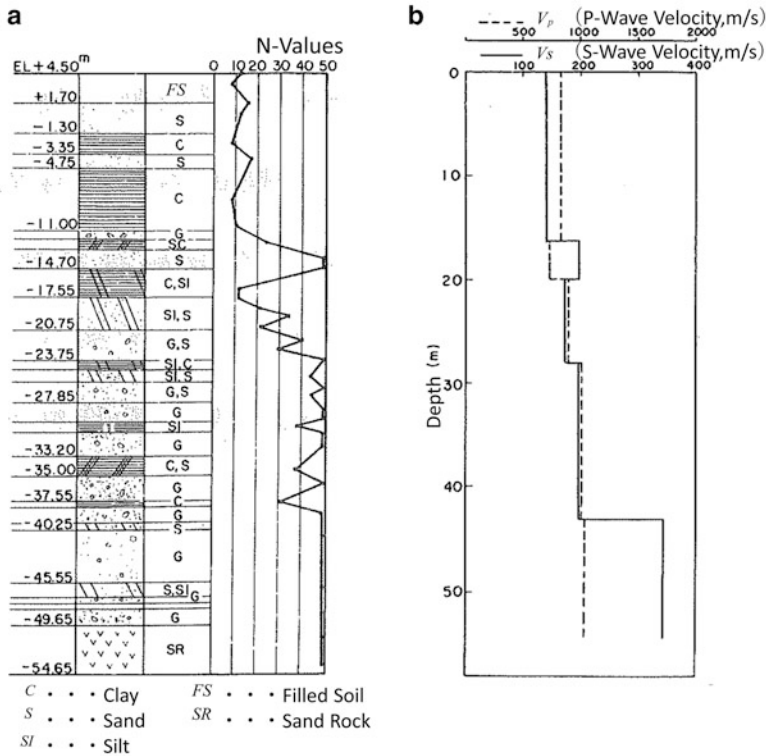 a
N-Values
EL +4.50 m
0 10 20 30 40 50
FS
+1.70
S
-1.30
C
-3.35
S
-4.75
C
-11.00
G
SC
S
-14.70
C,SI
-17.55
SI,S
-20.75
G,S
-23.75
SI,C
SI,S
G,S
-27.85
G
SI
G
-33.20
C,S
-35.00
G
-37.55
C
G
-40.25
S
G
-45.55
S,SI
G
G
-49.65
SR
-54.65
C . . . Clay
FS . . . Filled Soil
S . . . Sand
SR . . . Sand Rock
SI . . . Silt
b
Vp (P-Wave Velocity,m/s)
500 1000 1500 2000
VS (S-Wave Velocity,m/s)
100 200 300 400
0
10
20
30
40
50
Depth (m)